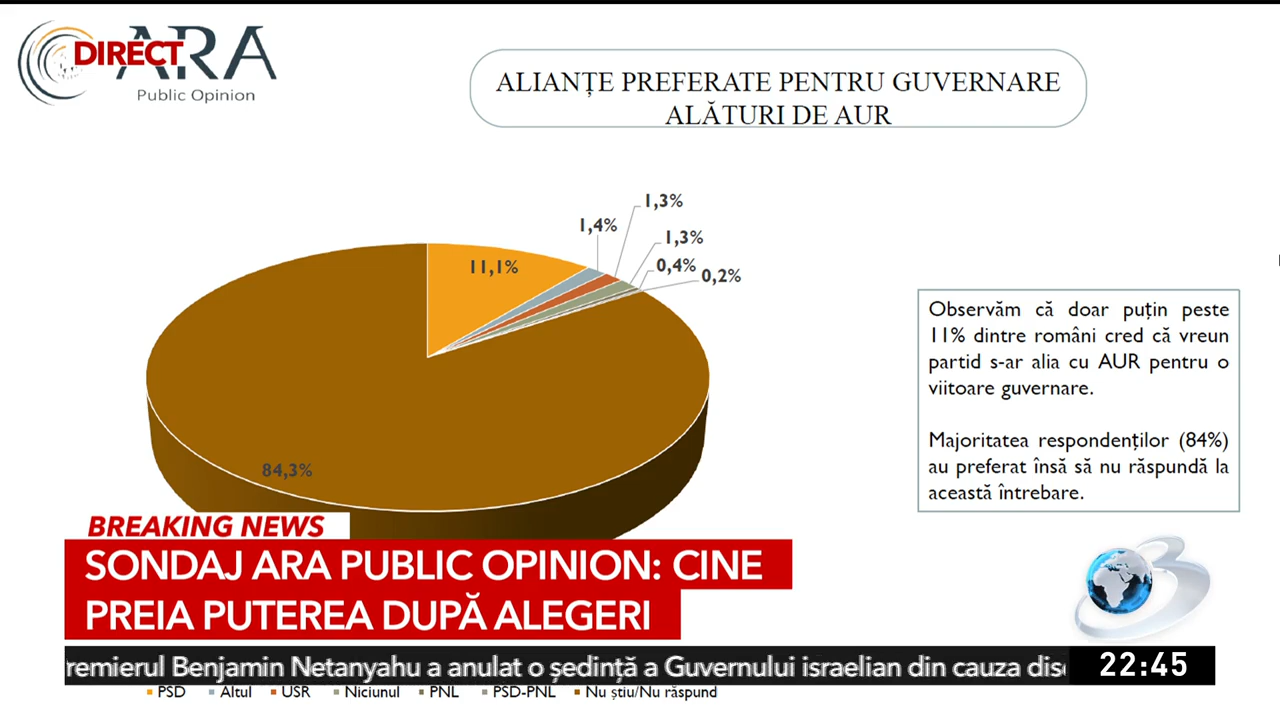 DIRECT
ARA
Public Opinion
ALIANȚE PREFERATE PENTRU GUVERNARE
ALĂTURI DE AUR
1,3%
1,4%
1,3%
0,4%
0,2%
11,1%
84,3%
Observăm că doar puțin peste
11% dintre români cred că vreun
partid s-ar alia cu AUR pentru o
viitoare guvernare.
Majoritatea respondenților (84%)
au preferat însă să nu răspundă la
această întrebare.
BREAKING NEWS
SONDAJ ARA PUBLIC OPINION: CINE
PREIA PUTEREA DUPĂ ALEGERI
3
remierul Benjamin Netanyahu a anulat o ședință a Guvernului israelian din cauza dis
22:45
PSD Altul USR Niciunul PNL PSD-PNL Nu știu/Nu răspund